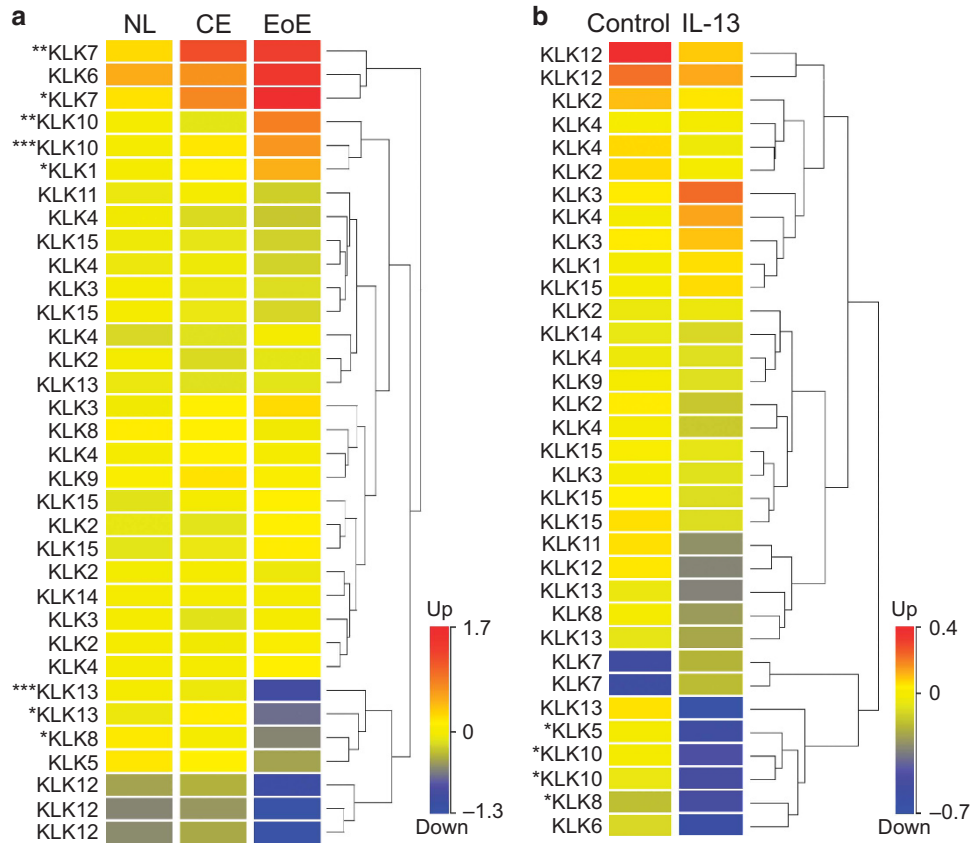 a
NL CE EoE
**KLK7
KLK6
*KLK7
**KLK10
***KLK10
*KLK1
KLK11
KLK4
KLK15
KLK4
KLK3
KLK15
KLK4
KLK2
KLK13
KLK3
KLK8
KLK4
KLK9
KLK15
KLK2
KLK15
KLK2
KLK14
KLK3
KLK2
KLK4
***KLK13
*KLK13
*KLK8
KLK5
KLK12
KLK12
KLK12
Up
1.7
0
–1.3
Down
b
Control IL-13
KLK12
KLK12
KLK2
KLK4
KLK4
KLK2
KLK3
KLK4
KLK3
KLK1
KLK15
KLK2
KLK14
KLK4
KLK9
KLK2
KLK4
KLK15
KLK3
KLK15
KLK15
KLK11
KLK12
KLK13
KLK8
KLK13
KLK7
KLK7
KLK13
*KLK5
*KLK10
*KLK10
*KLK8
KLK6
Up
0.4
0
–0.7
Down